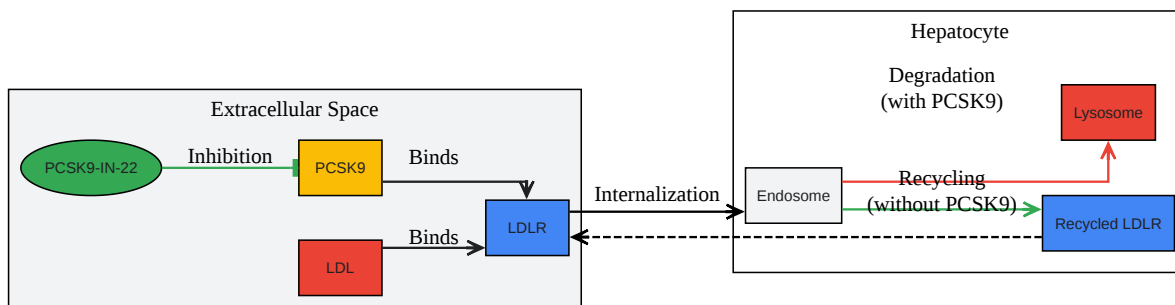 Hepatocyte
Degradation
(with PCSK9)
Lysosome
Extracellular Space
PCSK9-IN-22
Inhibition
PCSK9
Binds
LDL
Binds
LDLR
Internalization
Endosome
Recycling
(without PCSK9)
Recycled LDLR